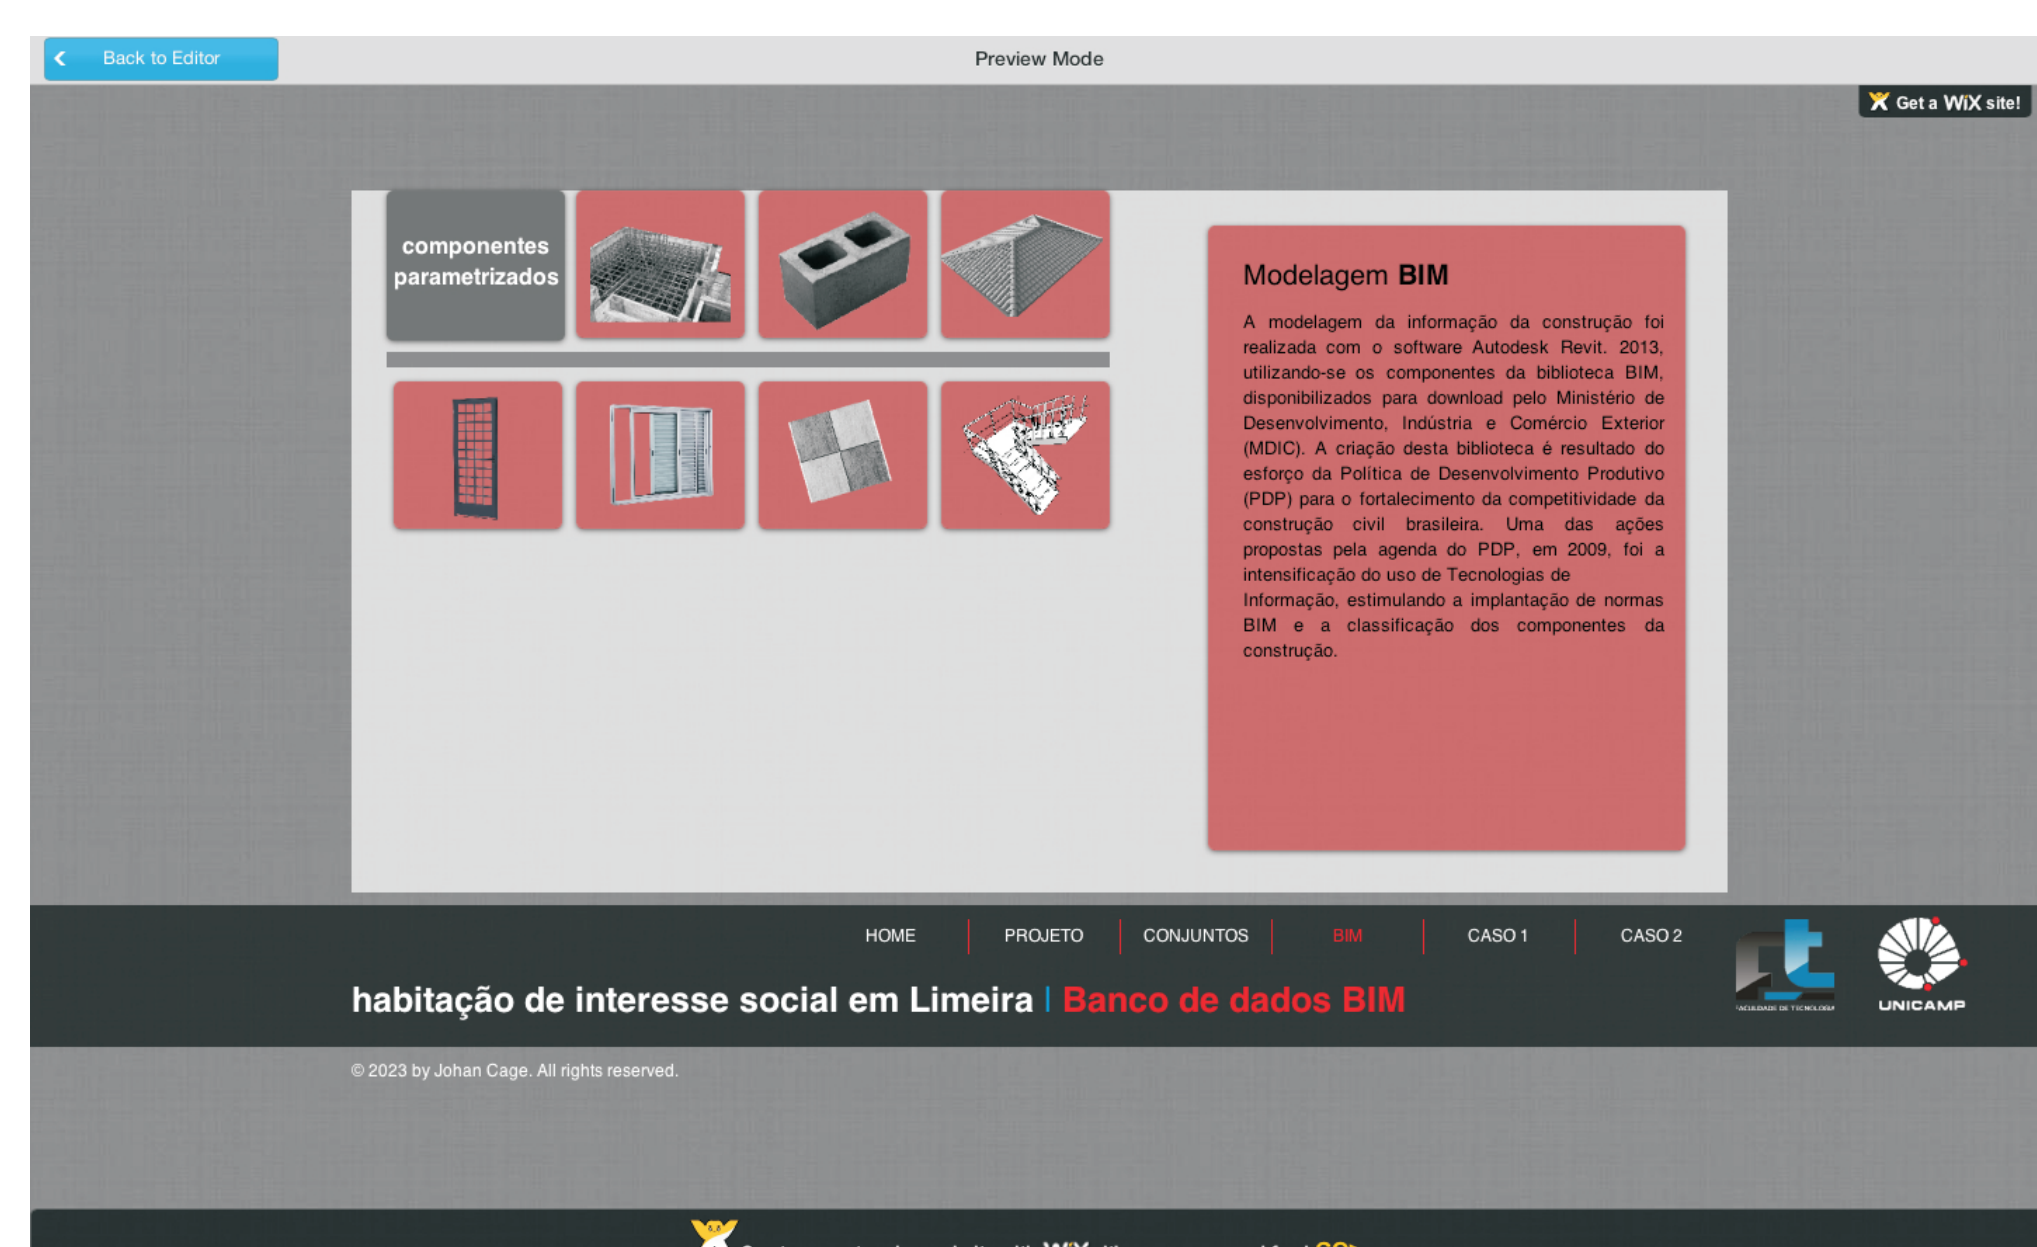 Back to Editor
Preview Mode
Get a WiX site!
componentes
parametrizados
Modelagem BIM
A modelagem da informação da construção foi
realizada com o software Autodesk Revit. 2013,
utilizando-se os componentes da biblioteca BIM,
disponibilizados para download pelo Ministério de
Desenvolvimento, Indústria e Comércio Exterior
(MDIC). A criação desta biblioteca é resultado do
esforço da Política de Desenvolvimento Produtivo
(PDP) para o fortalecimento da competitividade da
construção civil brasileira. Uma das ações
propostas pela agenda do PDP, em 2009, foi a
intensificação do uso de Tecnologias de
Informação, estimulando a implantação de normas
BIM e a classificação dos componentes da
construção.
HOME PROJETO CONJUNTOS BIM CASO 1 CASO 2
habitação de interesse social em Limeira | Banco de dados BIM
FACULDADE DE TECNOLOGIA
UNICAMP
© 2023 by Johan Cage. All rights reserved.